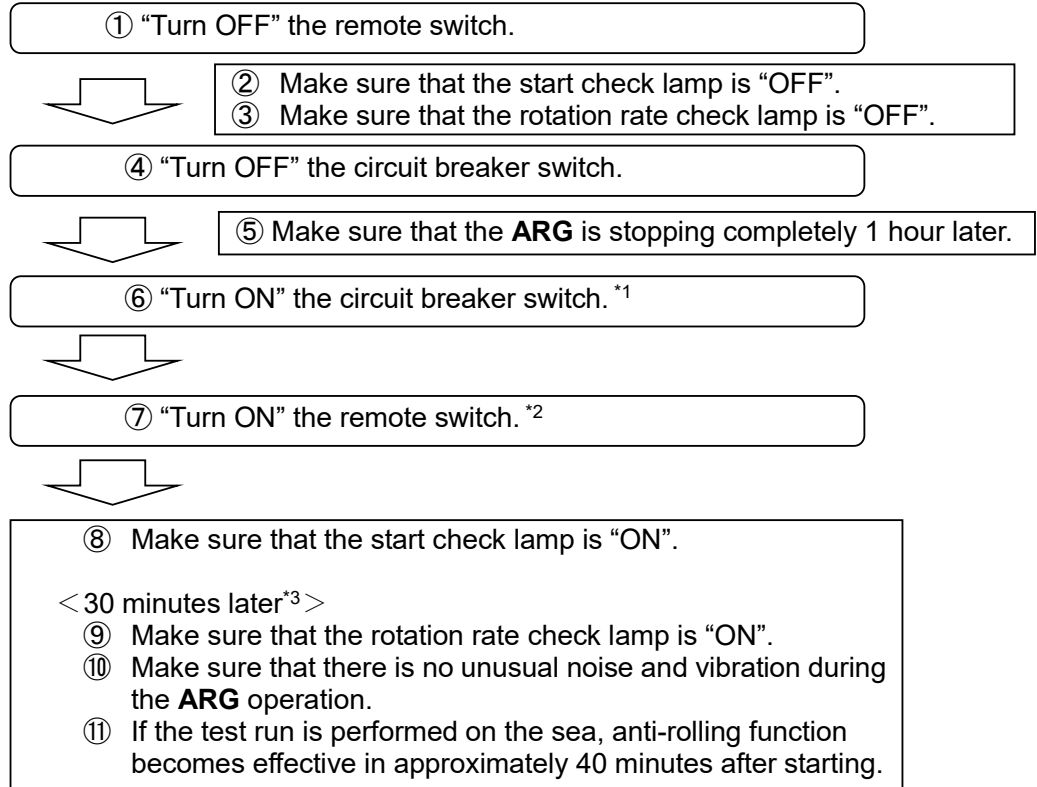 ① “Turn OFF” the remote switch.
② Make sure that the start check lamp is “OFF”.
③ Make sure that the rotation rate check lamp is “OFF”.
④ “Turn OFF” the circuit breaker switch.
⑤ Make sure that the ARG is stopping completely 1 hour later.
⑥ “Turn ON” the circuit breaker switch. *1
⑦ “Turn ON” the remote switch. *2
⑧ Make sure that the start check lamp is “ON”.
＜30 minutes later*3＞
⑨ Make sure that the rotation rate check lamp is “ON”.
⑩ Make sure that there is no unusual noise and vibration during
the ARG operation.
⑪ If the test run is performed on the sea, anti-rolling function
becomes effective in approximately 40 minutes after starting.